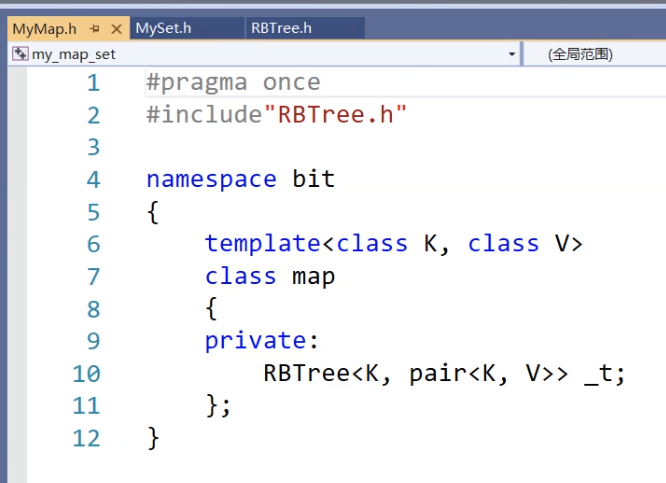 MyMap.h MySet.h RBTree.h
my_map_set (全局范围)
1 #pragma once
2 #include"RBTree.h"
3
4 namespace bit
5 {
6 template<class K, class V>
7 class map
8 {
9 private:
10 RBTree<K, pair<K, V>> _t;
11 };
12 }